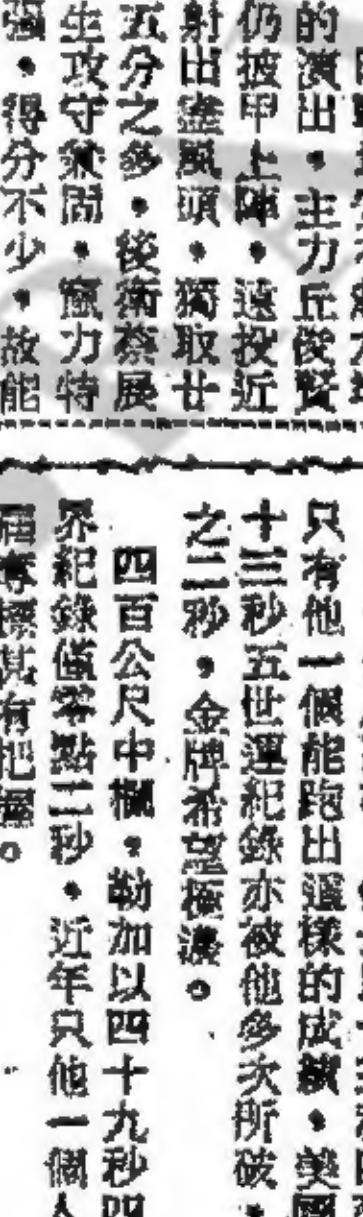 的演出，主力丘俊賢
仍披甲上陣，遠投近
射出盡風頭，獨取廿
五分之多，後衛蔡展
生攻守兼固，腕力特
強，得分不少，故能
只有他一個能跑出這樣的成績，美國
十三秒五世運紀錄亦被他多次所破，
之二秒，金牌希望極濃。
四百公尺中欄，勒加以四十九秒四
界紀錄僅零點二秒，近年只他一個人
屆奪標甚有把握。